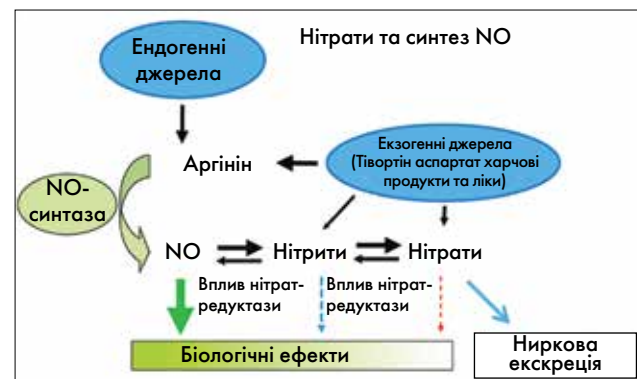 Нітрати та синтез NO
Ендогенні
джерела
Екзогенні джерела
(Тівортін аспартат харчові
продукти та ліки)
Аргінін
NO-
синтаза
NO
Нітрити
Нітрати
Вплив нітрат-
редуктази
Вплив нітрат-
редуктази
Біологічні ефекти
Ниркова
екскреція